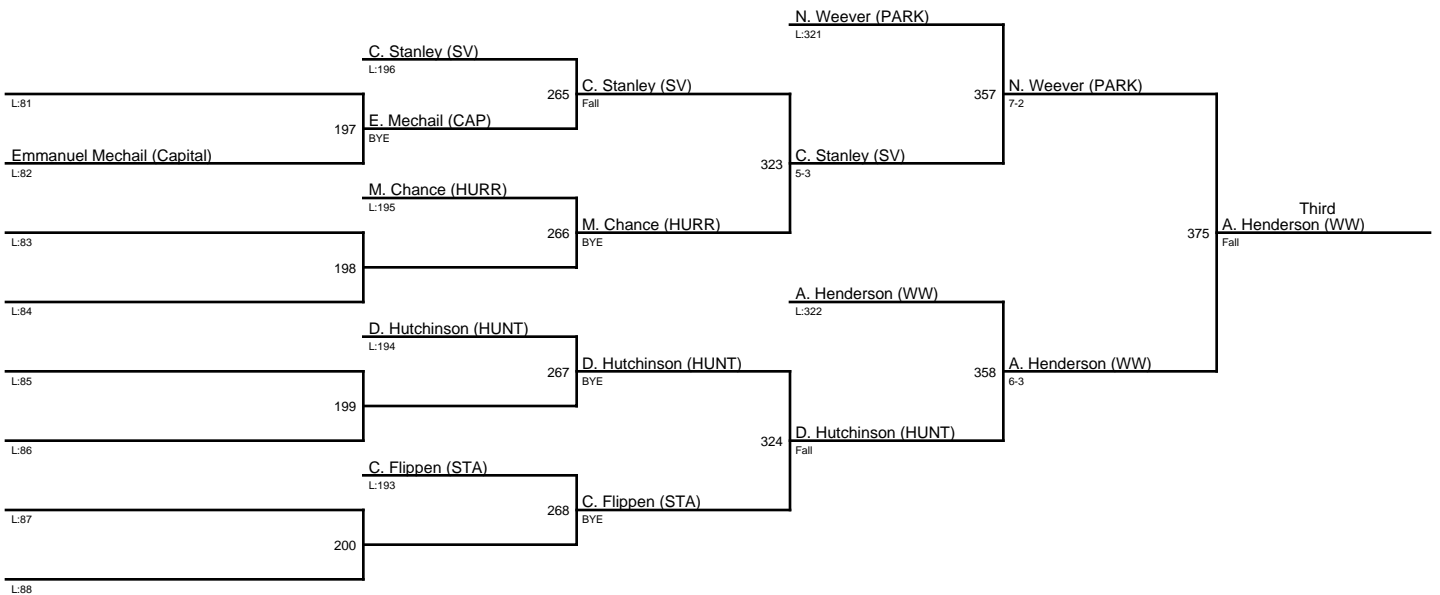 N. Weever (PARK)
L:321
C. Stanley (SV)
L:196
265
C. Stanley (SV)
Fall
357
N. Weever (PARK)
7-2
L:81
197
E. Mechail (CAP)
BYE
Emmanuel Mechail (Capital)
L:82
323
C. Stanley (SV)
5-3
M. Chance (HURR)
L:195
266
M. Chance (HURR)
BYE
L:83
198
L:84
375
Third
A. Henderson (WW)
Fall
A. Henderson (WW)
L:322
D. Hutchinson (HUNT)
L:194
267
D. Hutchinson (HUNT)
BYE
358
A. Henderson (WW)
6-3
L:85
199
L:86
324
D. Hutchinson (HUNT)
Fall
C. Flippen (STA)
L:193
268
C. Flippen (STA)
BYE
L:87
200
L:88